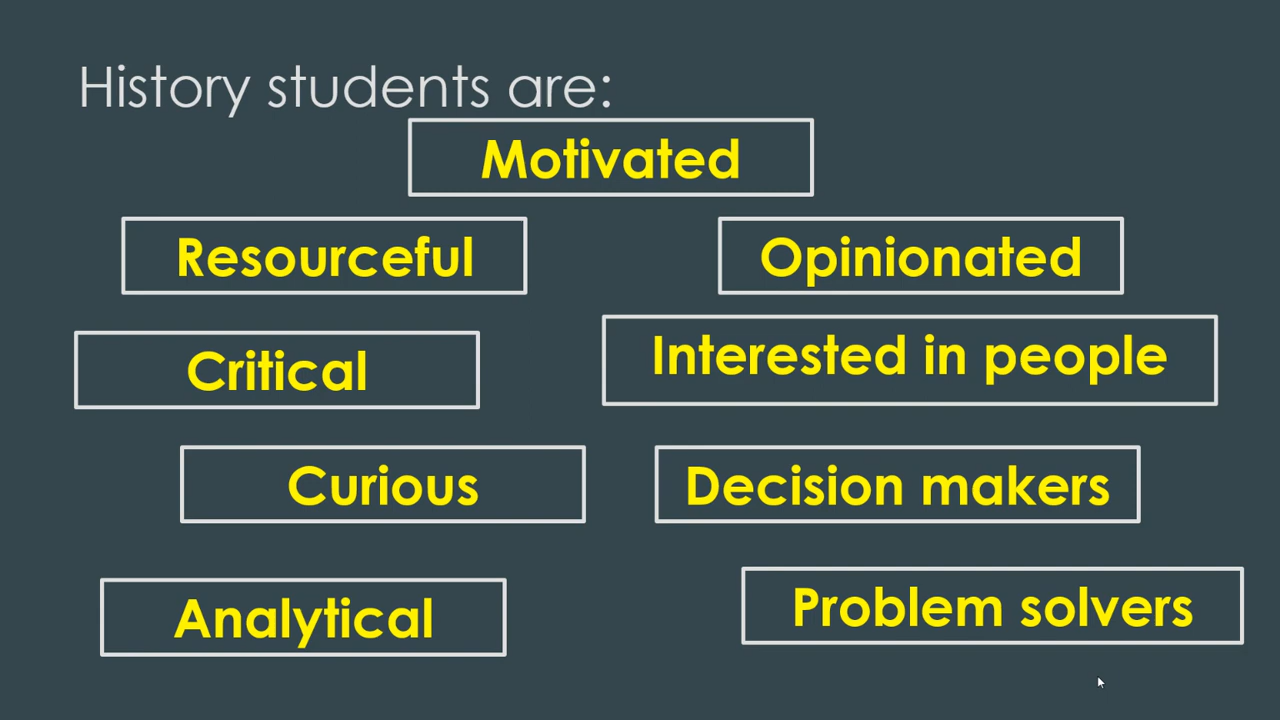 History students are:
Motivated
Resourceful
Opinionated
Critical
Interested in people
Curious
Decision makers
Analytical
Problem solvers